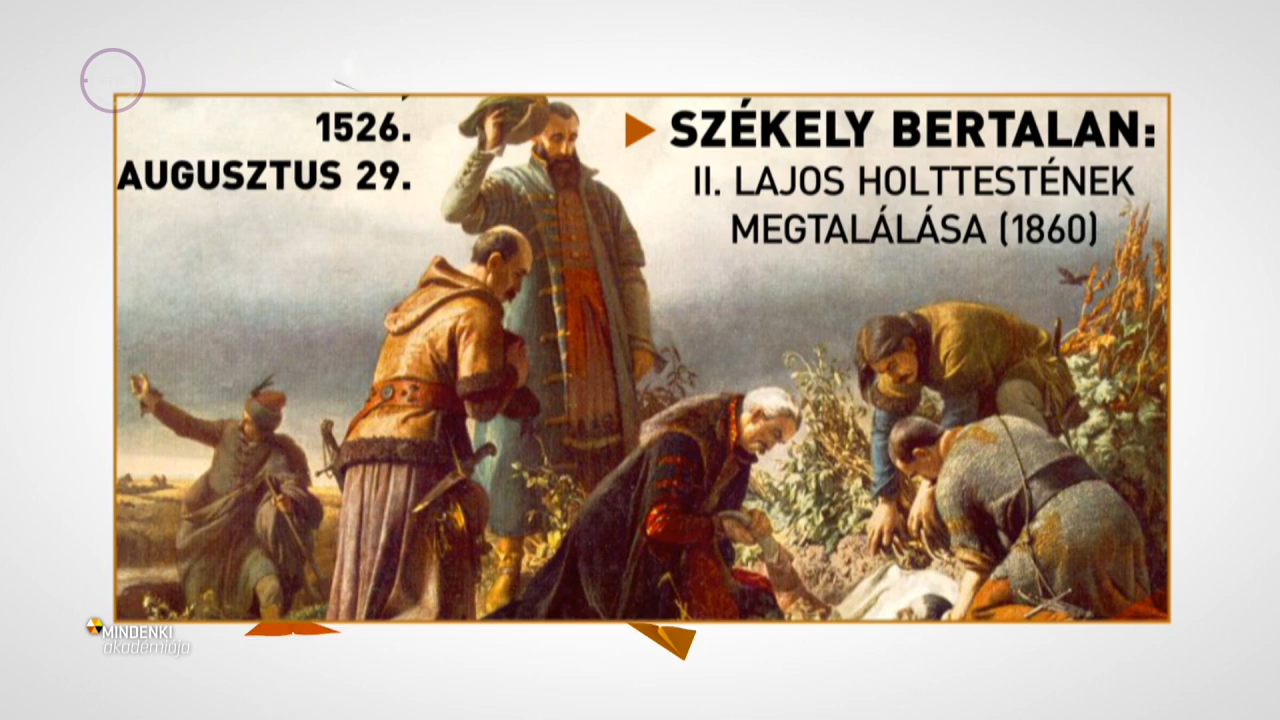 1526.
AUGUSZTUS 29.
SZÉKELY BERTALAN:
II. LAJOS HOLTTESTÉNEK
MEGTALÁLÁSA (1860)
MINDENKI
akadémiája